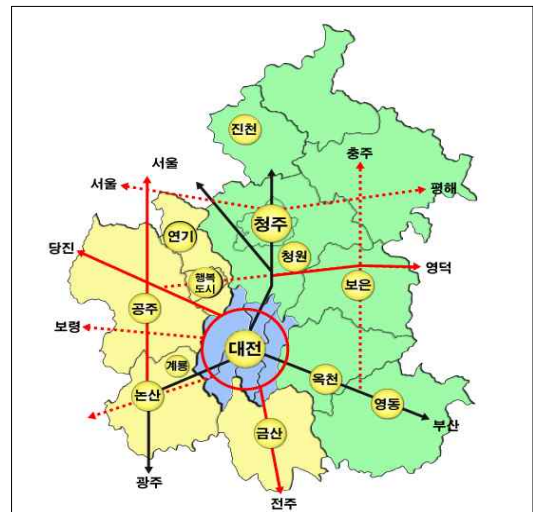 진천
서울
충주
서울
평해
청주
연기
당진
청원
영덕
행복
도시
보은
공주
보령
대전
계룡
옥천
논산
영동
부산
금산
광주
전주